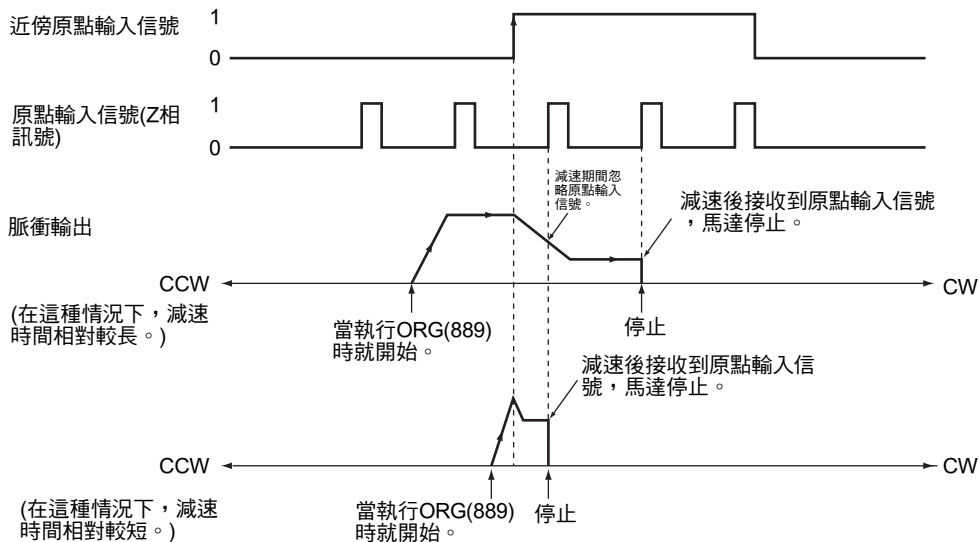 近傍原點輸入信號
1
0
原點輸入信號(Z相
訊號)
1
0
減速期間忽
略原點輸入
信號。
脈衝輸出
減速後接收到原點輸入信號
，馬達停止。
CCW
CW
(在這種情況下，減速
時間相對較長。)
當執行ORG(889)
時就開始。
停止
減速後接收到原點輸入信
號，馬達停止。
CCW
CW
(在這種情況下，減速
時間相對較短。)
當執行ORG(889)
時就開始。
停止